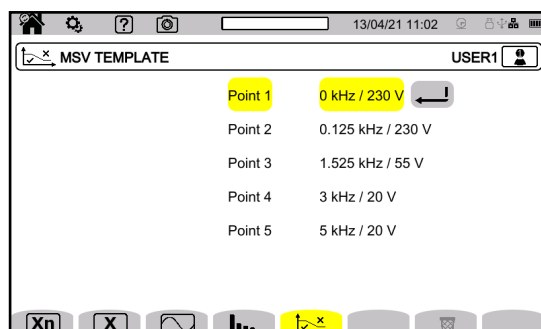 ? 13/04/21 11:02
MSV TEMPLATE USER1
Point 1 0 kHz / 230 V
Point 2 0.125 kHz / 230 V
Point 3 1.525 kHz / 55 V
Point 4 3 kHz / 20 V
Point 5 5 kHz / 20 V
Xn X